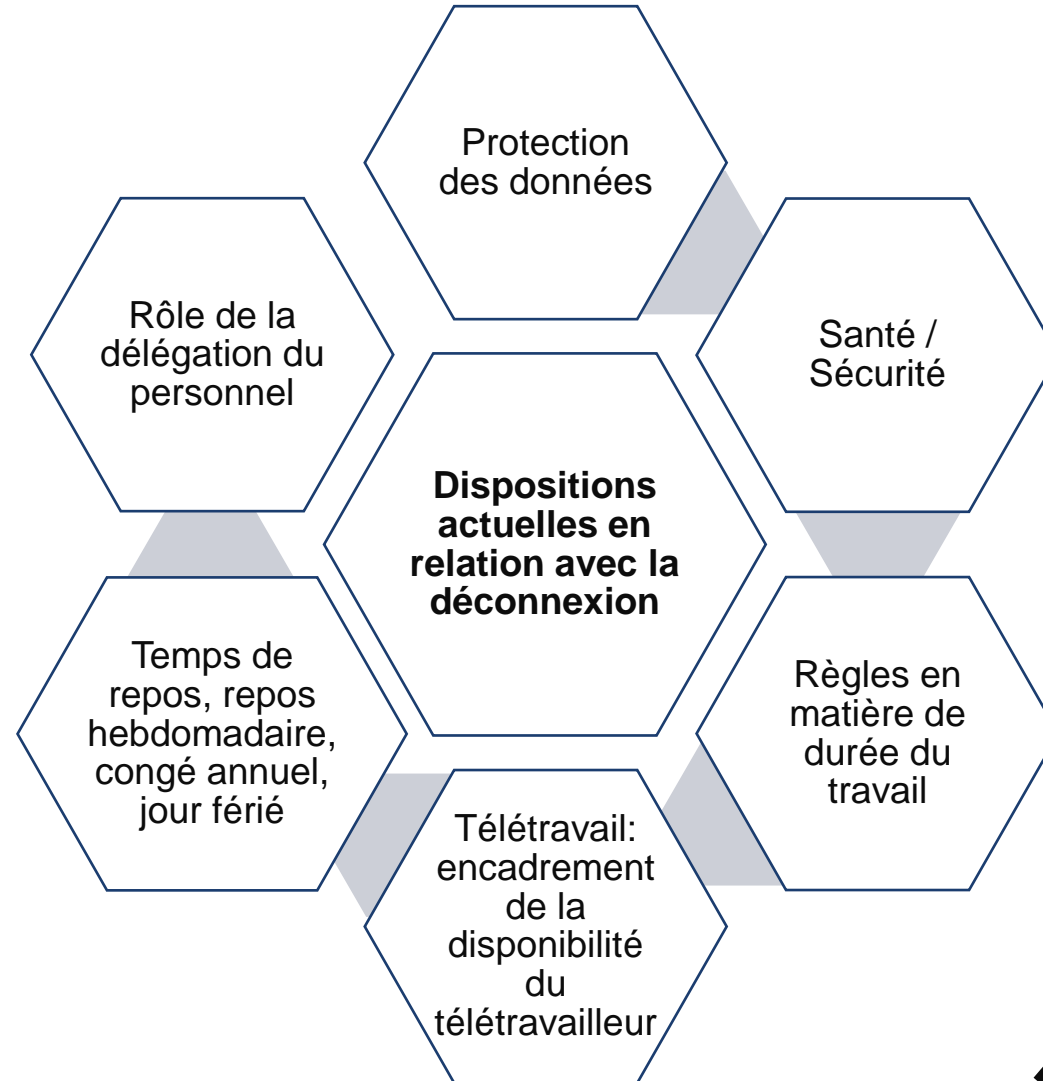 Protection
des données
Santé /
Sécurité
Règles en
matière de
durée du
travail
Télétravail:
encadrement
de la
disponibilité
du
télétravailleur
Temps de
repos, repos
hebdomadaire,
congé annuel,
jour férié
Rôle de la
délégation du
personnel
Dispositions
actuelles en
relation avec la
déconnexion